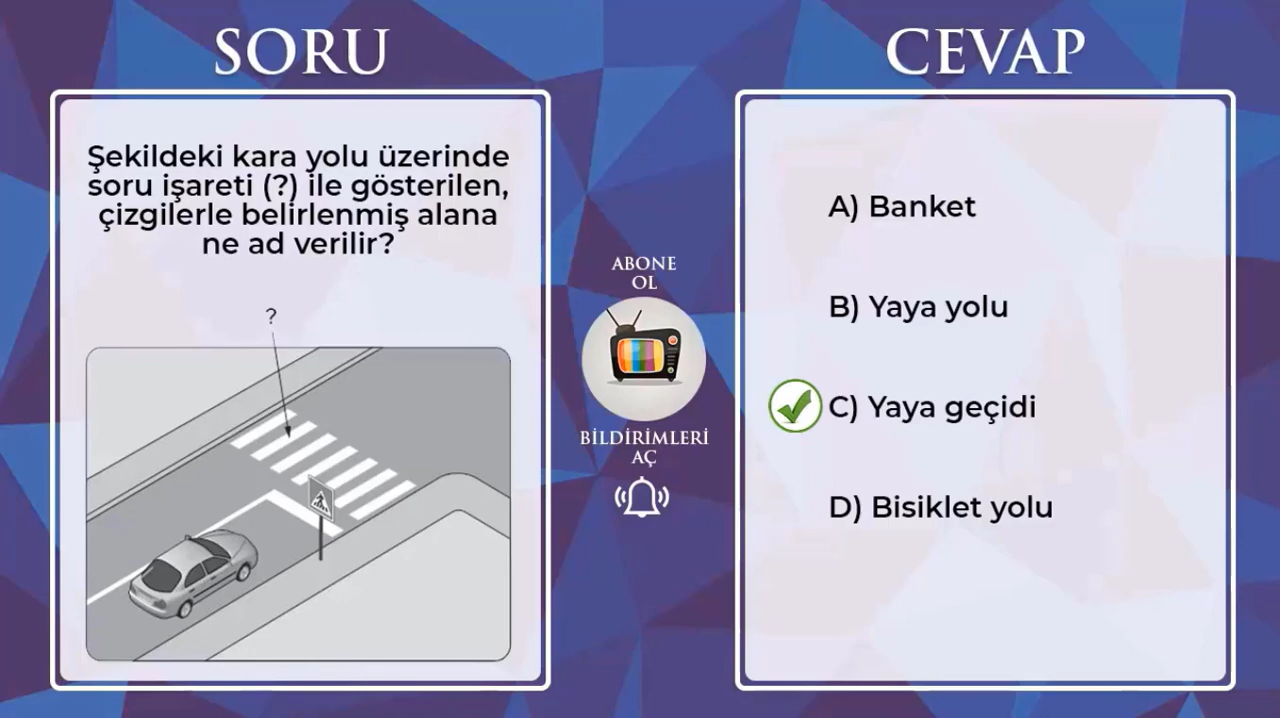 SORU
Şekildeki kara yolu üzerinde
soru işareti (?) ile gösterilen,
çizgilerle belirlenmiş alana
ne ad verilir?
?
ABONE
OL
BİLDİRİMLERİ
AÇ
CEVAP
A) Banket
B) Yaya yolu
C) Yaya geçidi
D) Bisiklet yolu